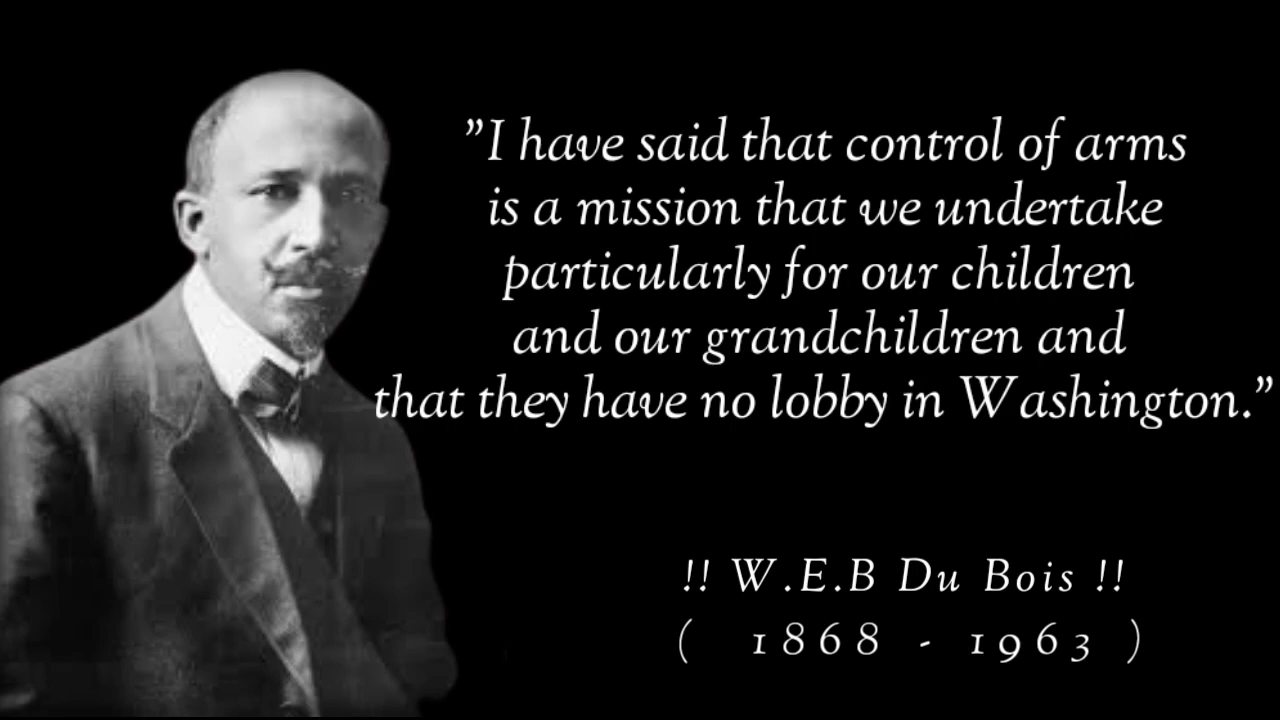 ”I have said that control of arms
is a mission that we undertake
particularly for our children
and our grandchildren and
that they have no lobby in Washington.”
!! W.E.B Du Bois !!
( 1868 - 1963 )